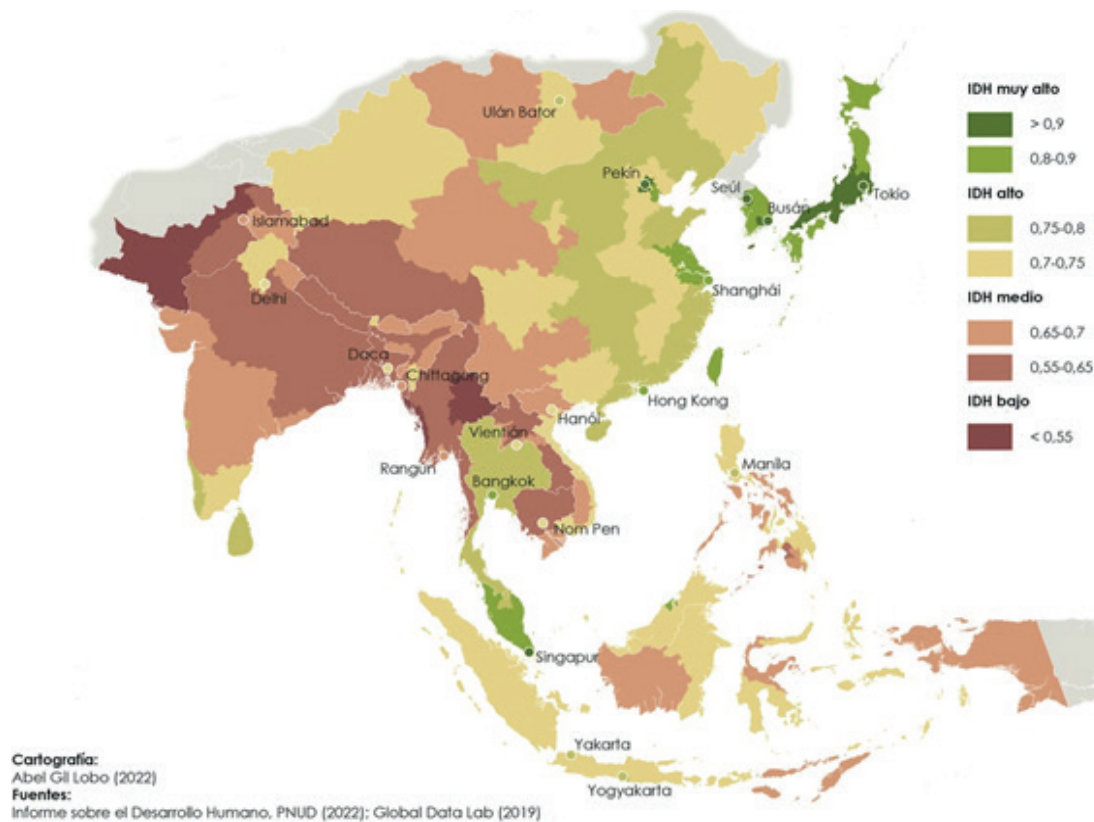 Ulán Bator
Pekín
Seúl
Busán
Tokio
Islamabad
Shanghái
Delhi
Daca
Chittagung
Hong Kong
Hanói
Vientián
Rangún
Manila
Bangkok
Nom Pen
Singapur
Yakarta
Yogyakarta
IDH muy alto
> 0,9
0,8-0,9
IDH alto
0,75-0,8
0,7-0,75
IDH medio
0,65-0,7
0,55-0,65
IDH bajo
< 0,55
Cartografía:
Abel Gil Lobo (2022)
Fuentes:
Informe sobre el Desarrollo Humano, PNUD (2022); Global Data Lab (2019)